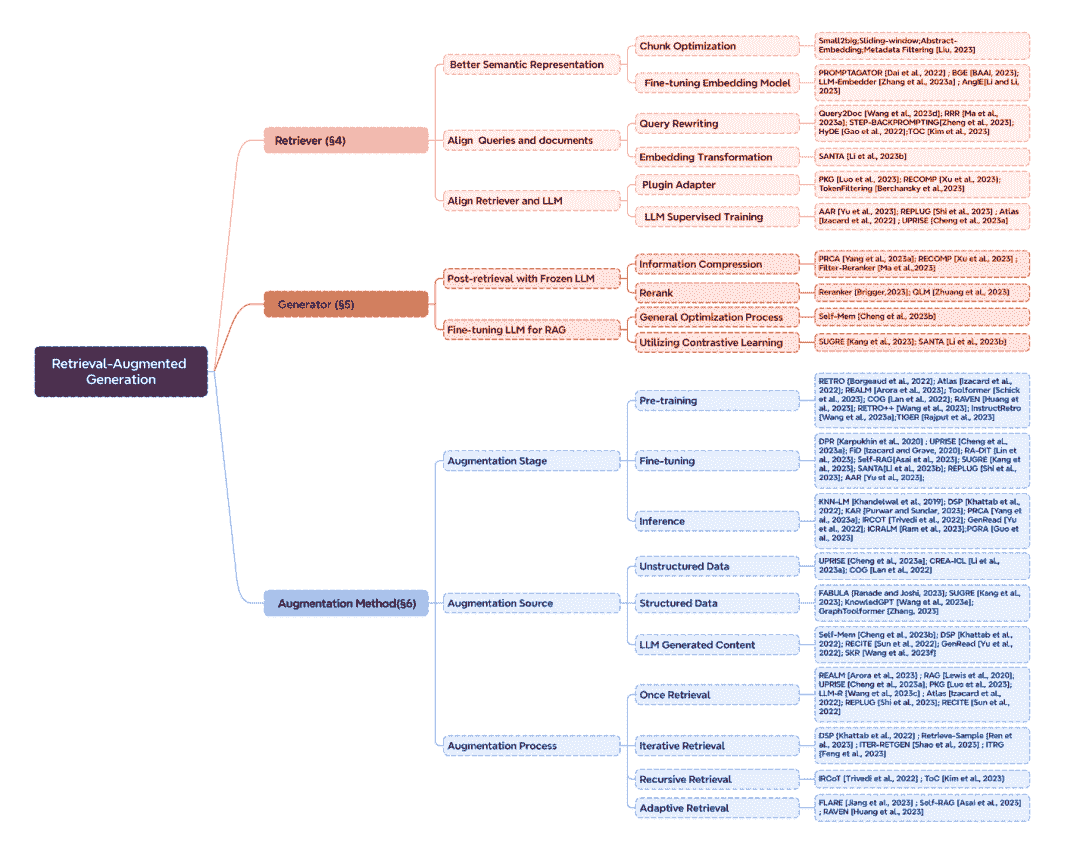 Retrieval-Augmented
Generation
Retriever (§4)
Better Semantic Representation
Chunk Optimization
Small2big;Sliding-window;Abstract-
Embedding;Metadata Filtering [Liu, 2023]
Fine-tuning Embedding Model
PROMPTAGATOR [Dai et al., 2022] ; BGE [BAAI, 2023];
LLM-Embedder [Zhang et al., 2023a] ; AnglE[Li and Li,
2023]
Align Queries and documents
Query Rewriting
Query2Doc [Wang et al., 2023d]; RRR [Ma et al.,
2023a]; STEP-BACKPROMPTING[Zheng et al., 2023];
HyDE [Gao et al., 2022];TOC [Kim et al., 2023]
Embedding Transformation
SANTA [Li et al., 2023b]
Align Retriever and LLM
Plugin Adapter
PKG [Luo et al., 2023]; RECOMP [Xu et al., 2023];
TokenFiltering [Berchansky et al.,2023]
LLM Supervised Training
AAR [Yu et al., 2023]; REPLUG [Shi et al., 2023] ; Atlas
[Izacard et al., 2022] ; UPRISE [Cheng et al., 2023a]
Generator (§5)
Post-retrieval with Frozen LLM
Information Compression
PRCA [Yang et al., 2023a]; RECOMP [Xu et al., 2023] ;
Filter-Reranker [Ma et al.,2023]
Rerank
Reranker [Brigger,2023]; QLM [Zhuang et al., 2023]
Fine-tuning LLM for RAG
General Optimization Process
Self-Mem [Cheng et al., 2023b]
Utilizing Contrastive Learning
SUGRE [Kang et al., 2023]; SANTA [Li et al., 2023b]
Augmentation Method(§6)
Augmentation Stage
Pre-training
RETRO [Borgeaud et al., 2022]; Atlas [Izacard et al.,
2022]; REALM [Arora et al., 2023]; Toolformer [Schick
et al., 2023]; COG [Lan et al., 2022]; RAVEN [Huang et
al., 2023]; RETRO++ [Wang et al., 2023]; InstructRetro
[Wang et al., 2023a];TIGER [Rajput et al., 2023]
Fine-tuning
DPR [Karpukhin et al., 2020] ; UPRISE [Cheng et al.,
2023a]; FiD [Izacard and Grave, 2020]; RA-DIT [Lin et
al., 2023]; Self-RAG[Asai et al., 2023]; SUGRE [Kang et
al., 2023]; SANTA[Li et al., 2023b]; REPLUG [Shi et al.,
2023]; AAR [Yu et al., 2023];
Inference
KNN-LM [Khandelwal et al., 2019]; DSP [Khattab et al.,
2022]; KAR [Purwar and Sundar, 2023]; PRCA [Yang et
al., 2023a]; IRCOT [Trivedi et al., 2022]; GenRead [Yu
et al., 2022]; ICRALM [Ram et al., 2023];PGRA [Guo et
al., 2023]
Augmentation Source
Unstructured Data
UPRISE [Cheng et al., 2023a]; CREA-ICL [Li et al.,
2023a]; COG [Lan et al., 2022]
Structured Data
FABULA [Ranade and Joshi, 2023]; SUGRE [Kang et al.,
2023]; KnowledGPT [Wang et al., 2023e];
GraphToolformer [Zhang, 2023]
LLM Generated Content
Self-Mem [Cheng et al., 2023b]; DSP [Khattab et al.,
2022]; RECITE [Sun et al., 2022]; GenRead [Yu et al.,
2022]; SKR [Wang et al., 2023f]
Augmentation Process
Once Retrieval
REALM [Arora et al., 2023] ; RAG [Lewis et al., 2020];
UPRISE [Cheng et al., 2023a]; PKG [Luo et al., 2023];
LLM-R [Wang et al., 2023c] ; Atlas [Izacard et al.,
2022]; REPLUG [Shi et al., 2023]; RECITE [Sun et al.,
2022]
Iterative Retrieval
DSP [Khattab et al., 2022] ; Retrieve-Sample [Ren et
al., 2023] ; ITER-RETGEN [Shao et al., 2023] ; ITRG
[Feng et al., 2023]
Recursive Retrieval
IRCoT [Trivedi et al., 2022] ; ToC [Kim et al., 2023]
Adaptive Retrieval
FLARE [Jiang et al., 2023] ; Self-RAG [Asai et al., 2023]
; RAVEN [Huang et al., 2023]